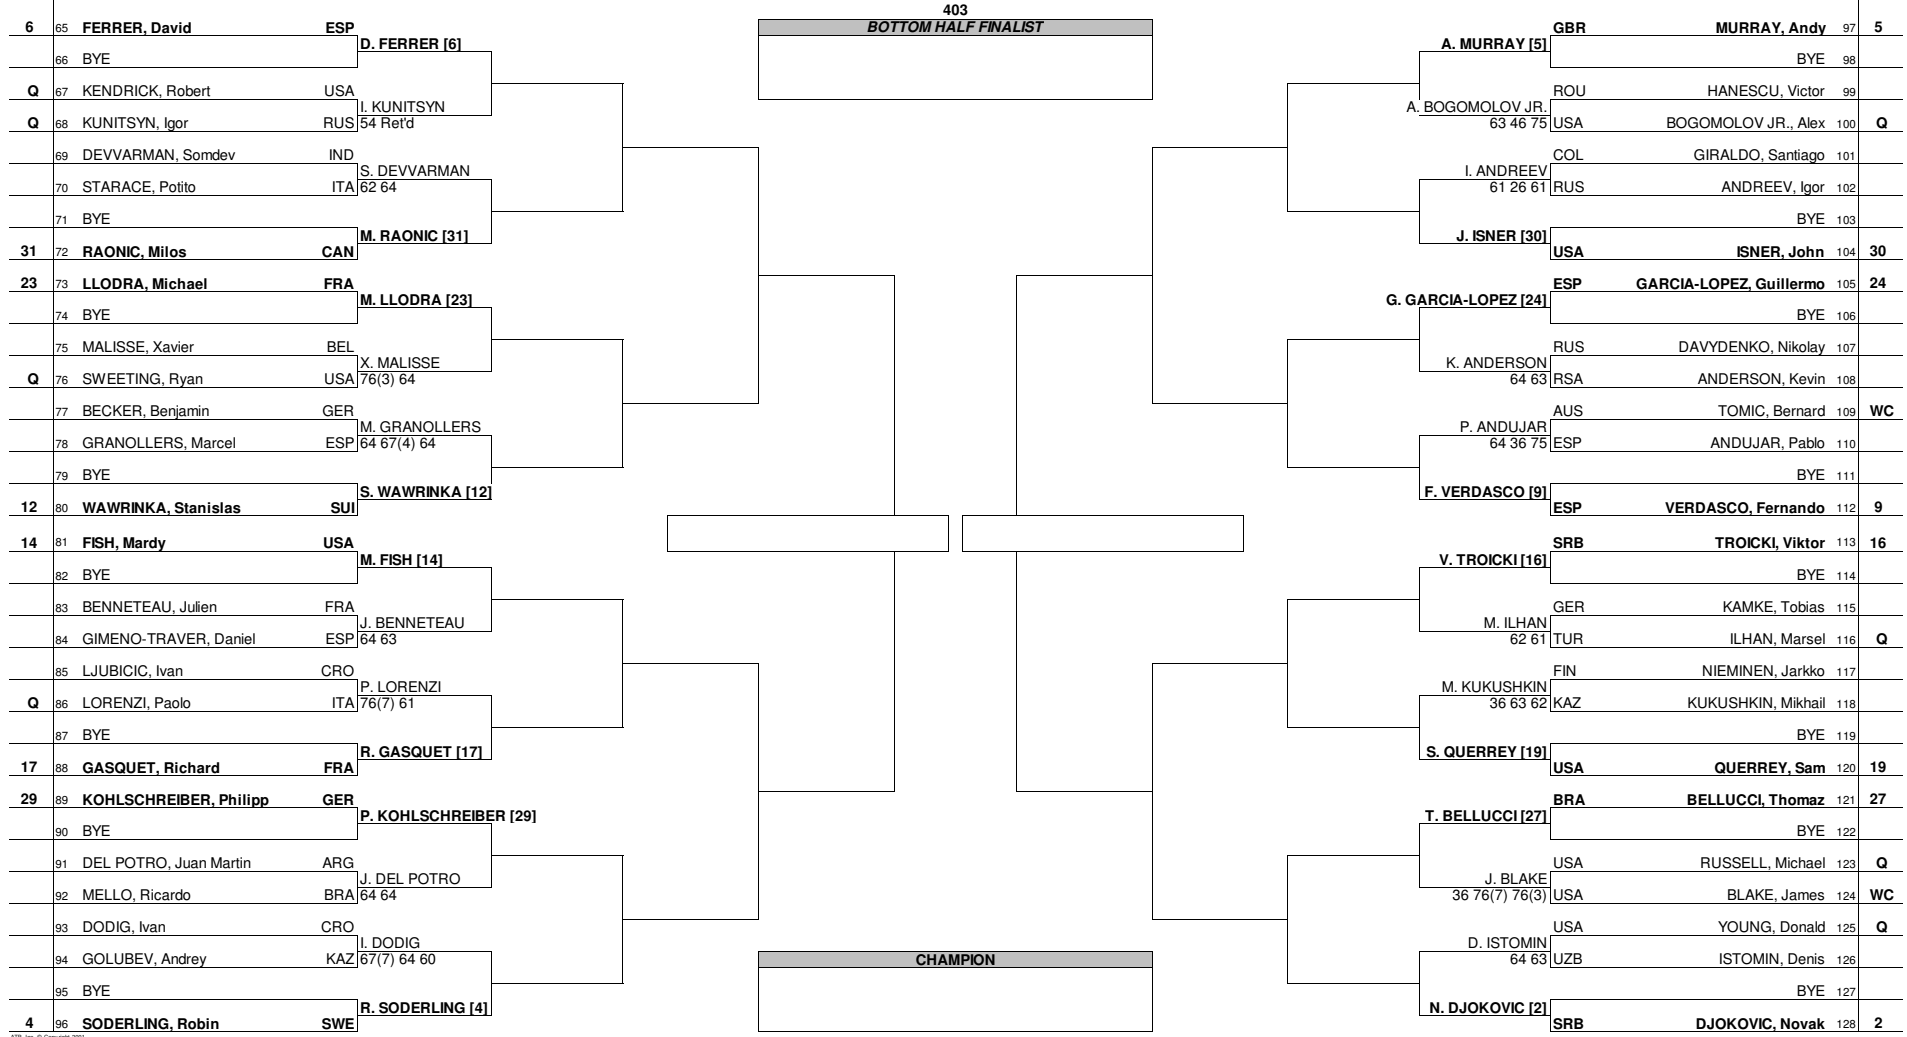 403
BOTTOM HALF FINALIST
6 65 FERRER, David ESP
D. FERRER [6]
66 BYE
Q 67 KENDRICK, Robert USA
I. KUNITSYN
Q 68 KUNITSYN, Igor RUS 54 Ret'd
69 DEVVARMAN, Somdev IND
S. DEVVARMAN
70 STARACE, Potito ITA 62 64
71 BYE
M. RAONIC [31]
31 72 RAONIC, Milos CAN
23 73 LLODRA, Michael FRA
M. LLODRA [23]
74 BYE
75 MALISSE, Xavier BEL
X. MALISSE
Q 76 SWEETING, Ryan USA 76(3) 64
77 BECKER, Benjamin GER
M. GRANOLLERS
78 GRANOLLERS, Marcel ESP 64 67(4) 64
79 BYE
S. WAWRINKA [12]
12 80 WAWRINKA, Stanislas SUI
14 81 FISH, Mardy USA
M. FISH [14]
82 BYE
83 BENNETEAU, Julien FRA
J. BENNETEAU
84 GIMENO-TRAVER, Daniel ESP 64 63
85 LJUBICIC, Ivan CRO
P. LORENZI
Q 86 LORENZI, Paolo ITA 76(7) 61
87 BYE
R. GASQUET [17]
17 88 GASQUET, Richard FRA
29 89 KOHLSCHREIBER, Philipp GER
P. KOHLSCHREIBER [29]
90 BYE
91 DEL POTRO, Juan Martin ARG
J. DEL POTRO
92 MELLO, Ricardo BRA 64 64
93 DODIG, Ivan CRO
I. DODIG
94 GOLUBEV, Andrey KAZ 67(7) 64 60
95 BYE
R. SODERLING [4]
4 96 SODERLING, Robin SWE
CHAMPION
GBR MURRAY, Andy 97 5
A. MURRAY [5]
BYE 98
ROU HANESCU, Victor 99
A. BOGOMOLOV JR.
63 46 75 USA BOGOMOLOV JR., Alex 100 Q
COL GIRALDO, Santiago 101
I. ANDREEV
61 26 61 RUS ANDREEV, Igor 102
BYE 103
J. ISNER [30]
USA ISNER, John 104 30
ESP GARCIA-LOPEZ, Guillermo 105 24
G. GARCIA-LOPEZ [24]
BYE 106
RUS DAVYDENKO, Nikolay 107
K. ANDERSON
64 63 RSA ANDERSON, Kevin 108
AUS TOMIC, Bernard 109 WC
P. ANDUJAR
64 36 75 ESP ANDUJAR, Pablo 110
BYE 111
F. VERDASCO [9]
ESP VERDASCO, Fernando 112 9
SRB TROICKI, Viktor 113 16
V. TROICKI [16]
BYE 114
GER KAMKE, Tobias 115
M. ILHAN
62 61 TUR ILHAN, Marsel 116 Q
FIN NIEMINEN, Jarkko 117
M. KUKUSHKIN
36 63 62 KAZ KUKUSHKIN, Mikhail 118
BYE 119
S. QUERREY [19]
USA QUERREY, Sam 120 19
BRA BELLUCCI, Thomaz 121 27
T. BELLUCCI [27]
BYE 122
USA RUSSELL, Michael 123 Q
J. BLAKE
36 76(7) 76(3) USA BLAKE, James 124 WC
USA YOUNG, Donald 125 Q
D. ISTOMIN
64 63 UZB ISTOMIN, Denis 126
BYE 127
N. DJOKOVIC [2]
SRB DJOKOVIC, Novak 128 2